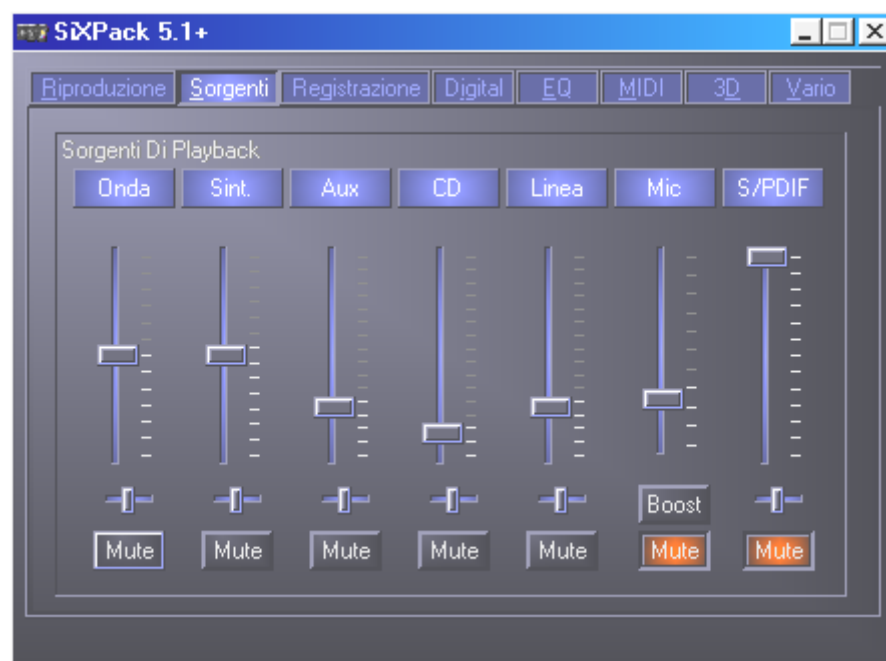 SiXPack 5.1+
Riproduzione Sorgenti Registrazione Digital EQ MIDI 3D Vario
Sorgenti Di Playback
Onda Sint. Aux CD Linea Mic S/PDIF
Boost
Mute Mute Mute Mute Mute Mute Mute